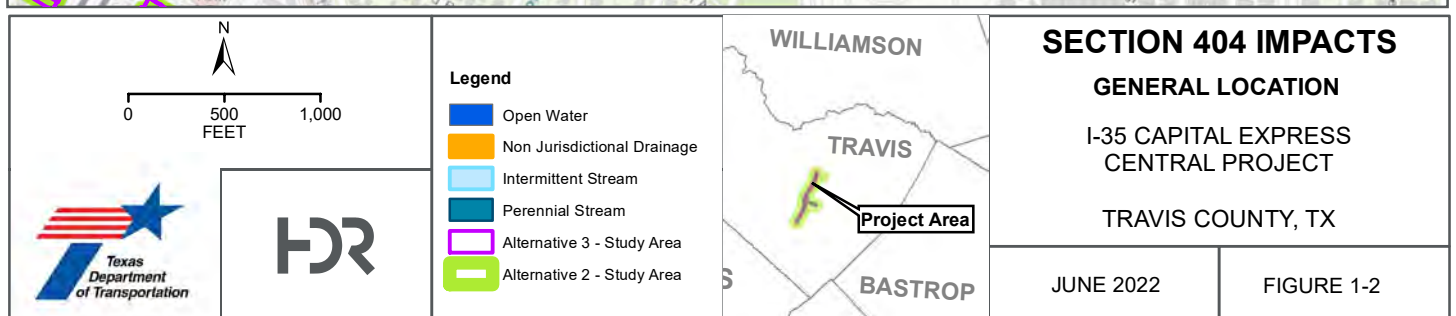 N
0 500 1,000
FEET
Texas
Department
of Transportation
HDR
Legend
Open Water
Non Jurisdictional Drainage
Intermittent Stream
Perennial Stream
Alternative 3 - Study Area
Alternative 2 - Study Area
WILLIAMSON
TRAVIS
Project Area
S
BASTROP
SECTION 404 IMPACTS
GENERAL LOCATION
I-35 CAPITAL EXPRESS
CENTRAL PROJECT
TRAVIS COUNTY, TX
JUNE 2022
FIGURE 1-2